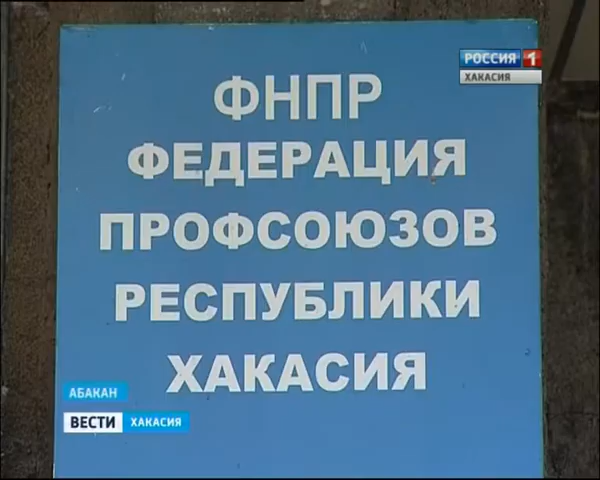 РОССИЯ 1
ХАКАСИЯ
ФНПР
ФЕДЕРАЦИЯ
ПРОФСОЮЗОВ
РЕСПУБЛИКИ
ХАКАСИЯ
АБАКАН
ВЕСТИ ХАКАСИЯ